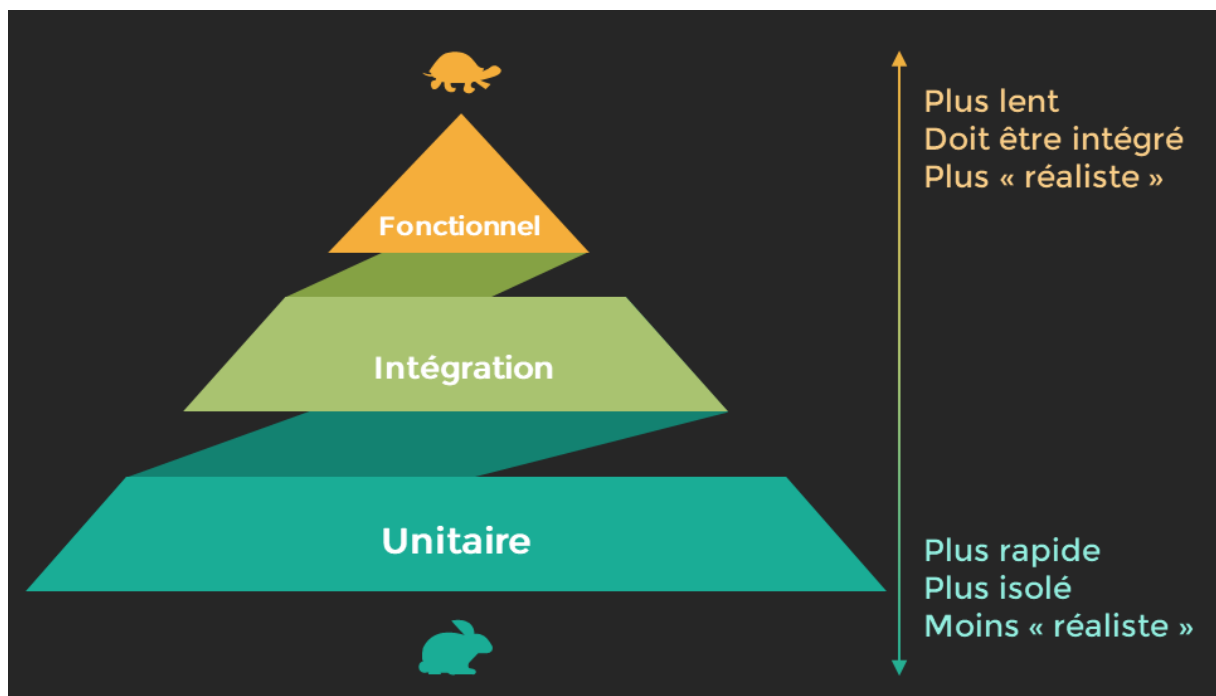 Plus lent
Doit être intégré
Plus « réaliste »
Fonctionnel
Intégration
Unitaire
Plus rapide
Plus isolé
Moins « réaliste »